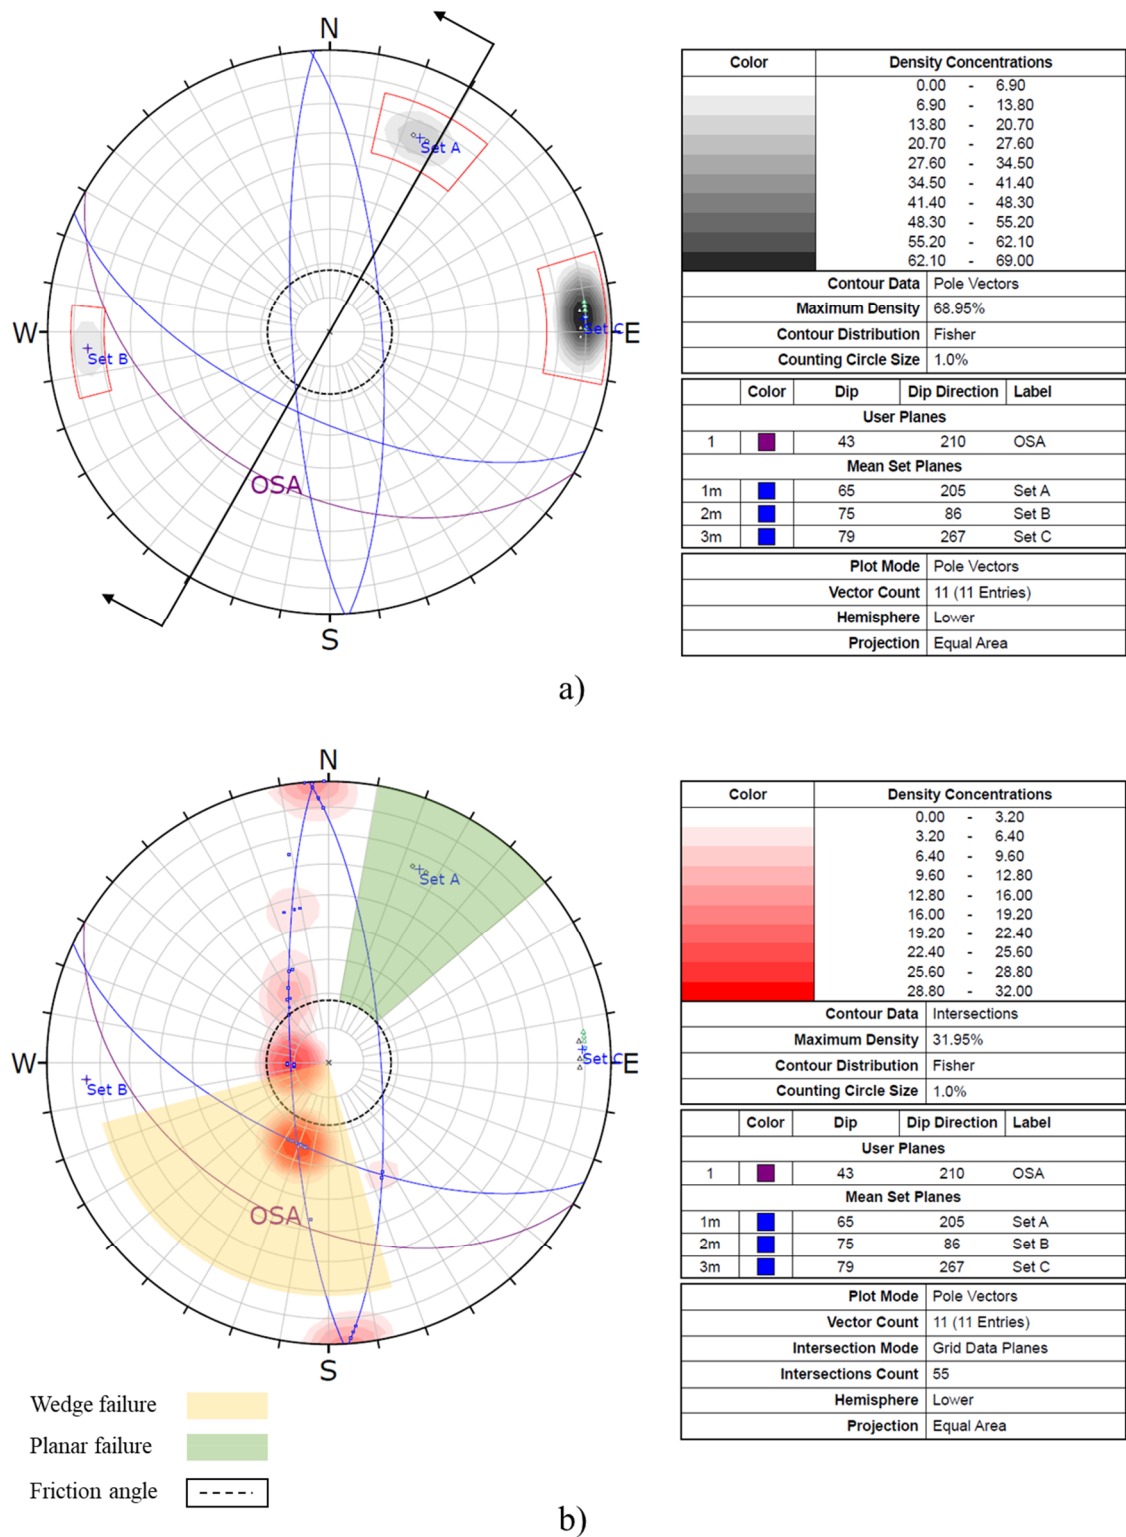 N
W
E
S
Set A
Set B
Set C
OSA
Color Density Concentrations
0.00 - 6.90
6.90 - 13.80
13.80 - 20.70
20.70 - 27.60
27.60 - 34.50
34.50 - 41.40
41.40 - 48.30
48.30 - 55.20
55.20 - 62.10
62.10 - 69.00
Contour Data Pole Vectors
Maximum Density 68.95%
Contour Distribution Fisher
Counting Circle Size 1.0%
Color Dip Dip Direction Label
User Planes
1 43 210 OSA
Mean Set Planes
1m 65 205 Set A
2m 75 86 Set B
3m 79 267 Set C
Plot Mode Pole Vectors
Vector Count 11 (11 Entries)
Hemisphere Lower
Projection Equal Area
a)
N
W
E
S
Set A
Set B
Set C
OSA
Color Density Concentrations
0.00 - 3.20
3.20 - 6.40
6.40 - 9.60
9.60 - 12.80
12.80 - 16.00
16.00 - 19.20
19.20 - 22.40
22.40 - 25.60
25.60 - 28.80
28.80 - 32.00
Contour Data Intersections
Maximum Density 31.95%
Contour Distribution Fisher
Counting Circle Size 1.0%
Color Dip Dip Direction Label
User Planes
1 43 210 OSA
Mean Set Planes
1m 65 205 Set A
2m 75 86 Set B
3m 79 267 Set C
Plot Mode Pole Vectors
Vector Count 11 (11 Entries)
Intersection Mode Grid Data Planes
Intersections Count 55
Hemisphere Lower
Projection Equal Area
Wedge failure
Planar failure
Friction angle
b)